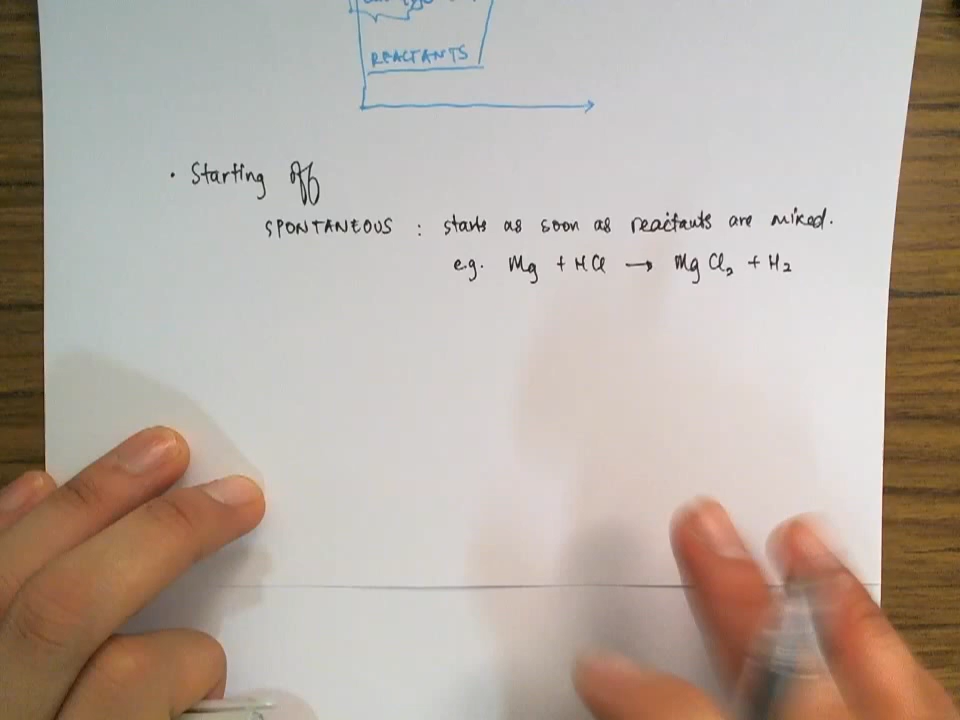 REACTANTS
• Starting off
SPONTANEOUS : starts as soon as reactants are mixed.
e.g. Mg + HCl → MgCl₂ + H₂